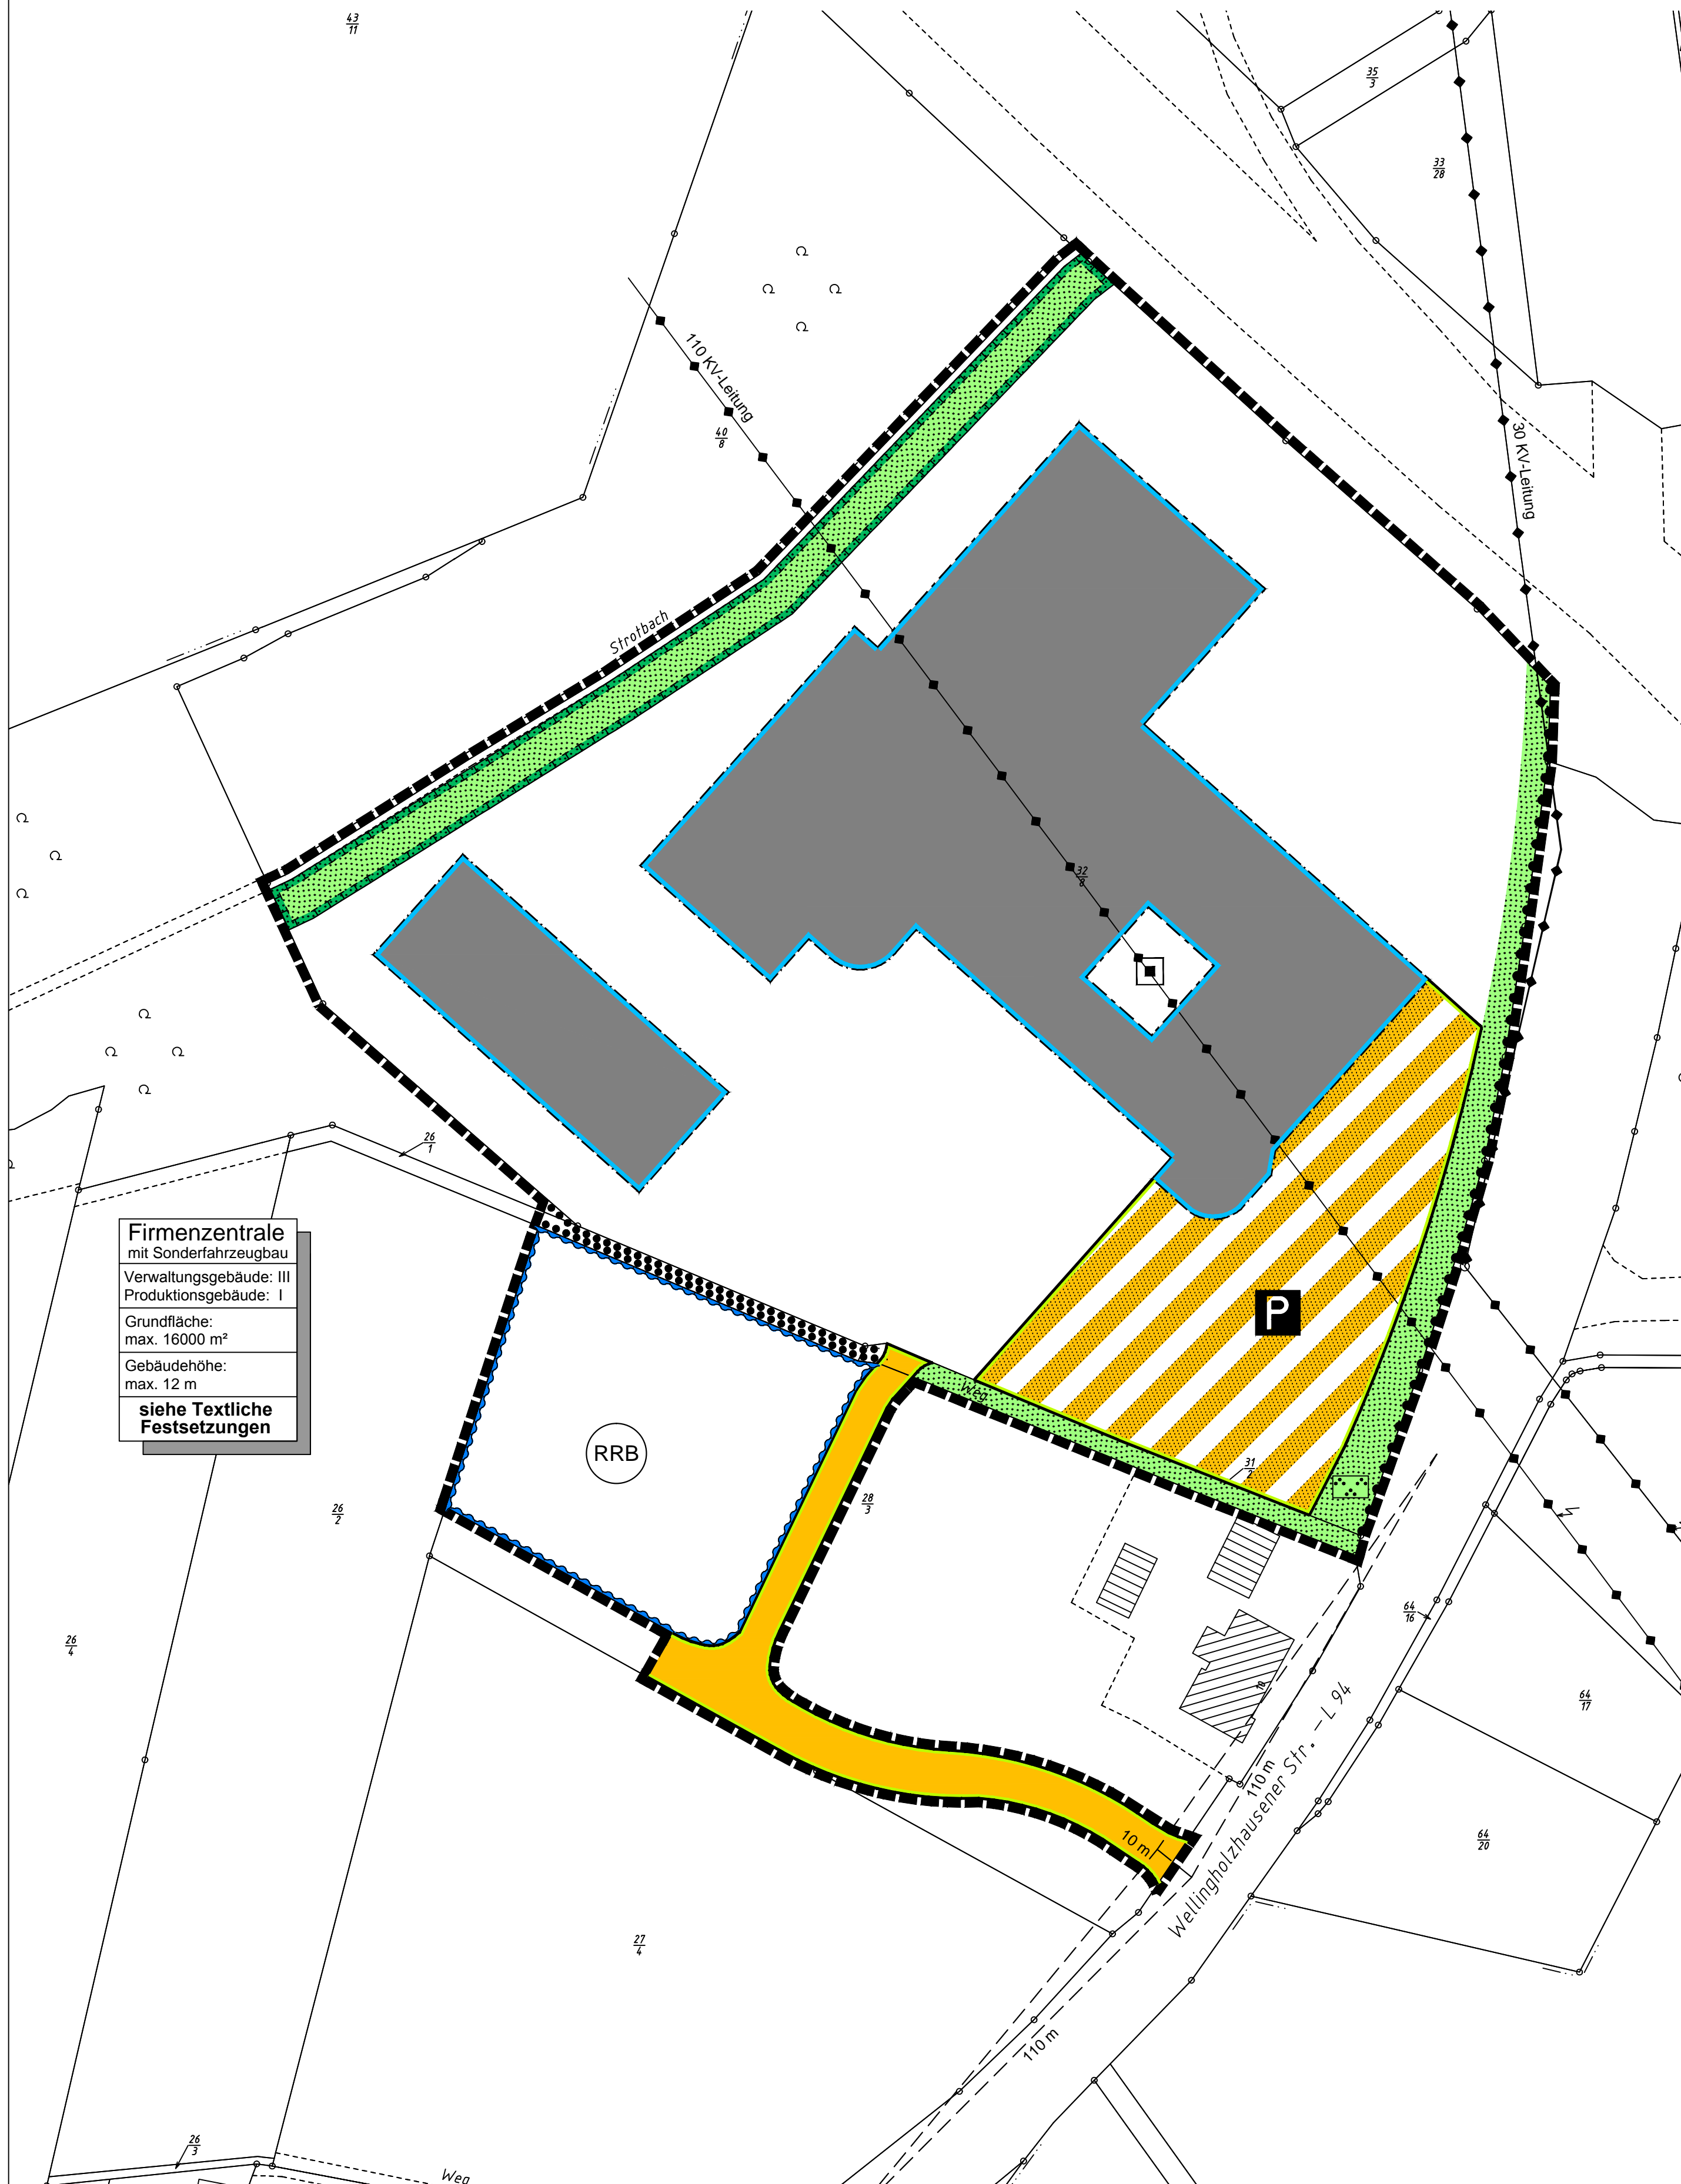 43
11
35
3
33
28
110 KV-Leitung
40
8
30 KV-Leitung
Strotbach
32
8
26
1
Firmenzentrale
mit Sonderfahrzeugbau
Verwaltungsgebäude: III
Produktionsgebäude: I
Grundfläche:
max. 16000 m²
Gebäudehöhe:
max. 12 m
siehe Textliche
Festsetzungen
P
Weg
RRB
31
2
28
3
26
2
64
16
26
4
10
64
17
110 m
Wellingholzhausener Str. – L 94
10 m
64
20
27
4
110 m
26
3
Weg